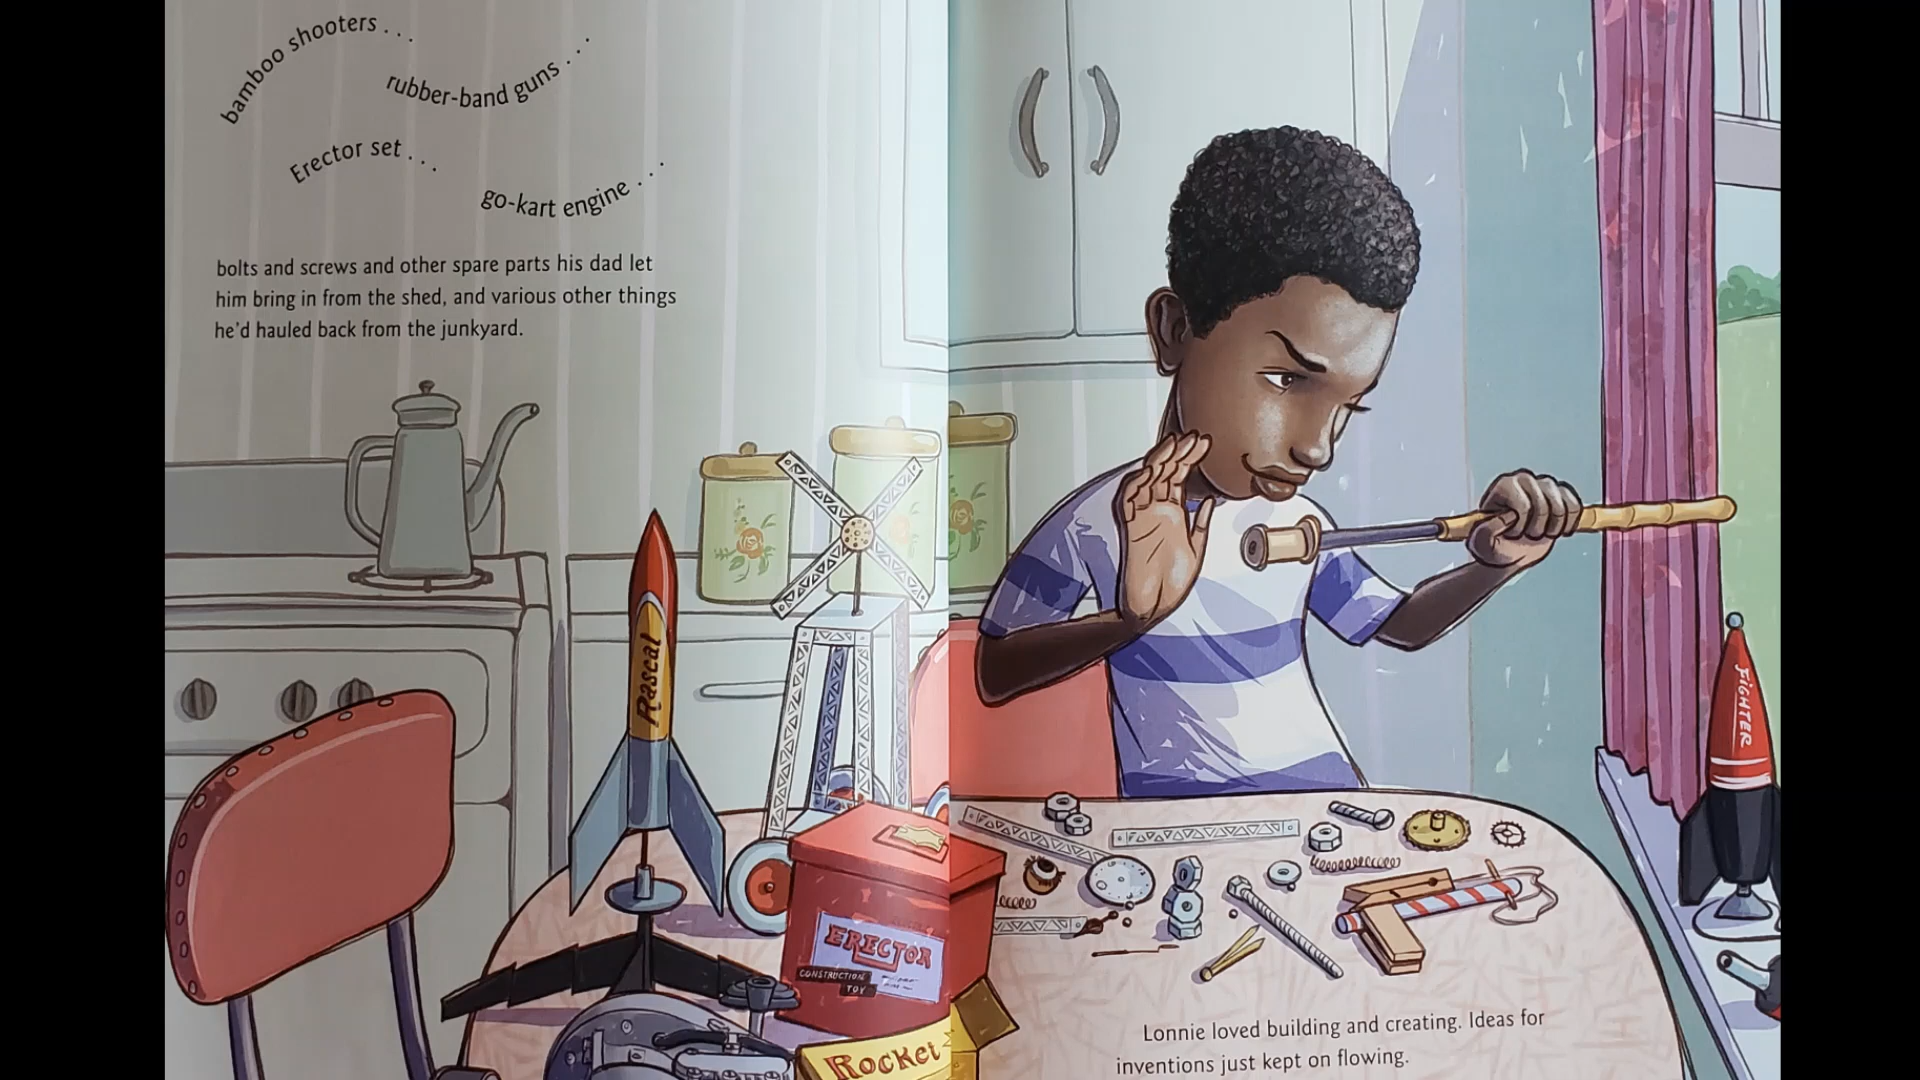 bamboo shooters . . .
rubber-band guns . . .
Erector set . . .
go-kart engine . . .
bolts and screws and other spare parts his dad let
him bring in from the shed, and various other things
he'd hauled back from the junkyard.
Rascal
FIGHTER
ERECTOR
CONSTRUCTION
TOY
Rocket
Lonnie loved building and creating. Ideas for
inventions just kept on flowing.